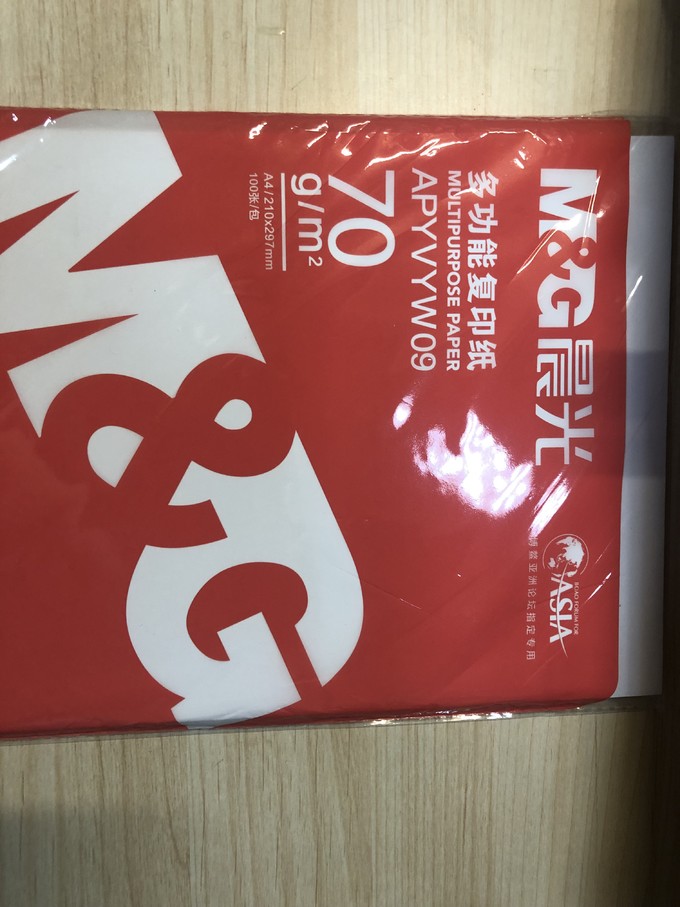 M&G晨光
多功能复印纸
MULTIPURPOSE PAPER
APYVYW09
70
g/m²
A4/210x297mm
100张/包
BOAO FORUM FOR
ASIA
博鳌亚洲论坛指定专用
M&G